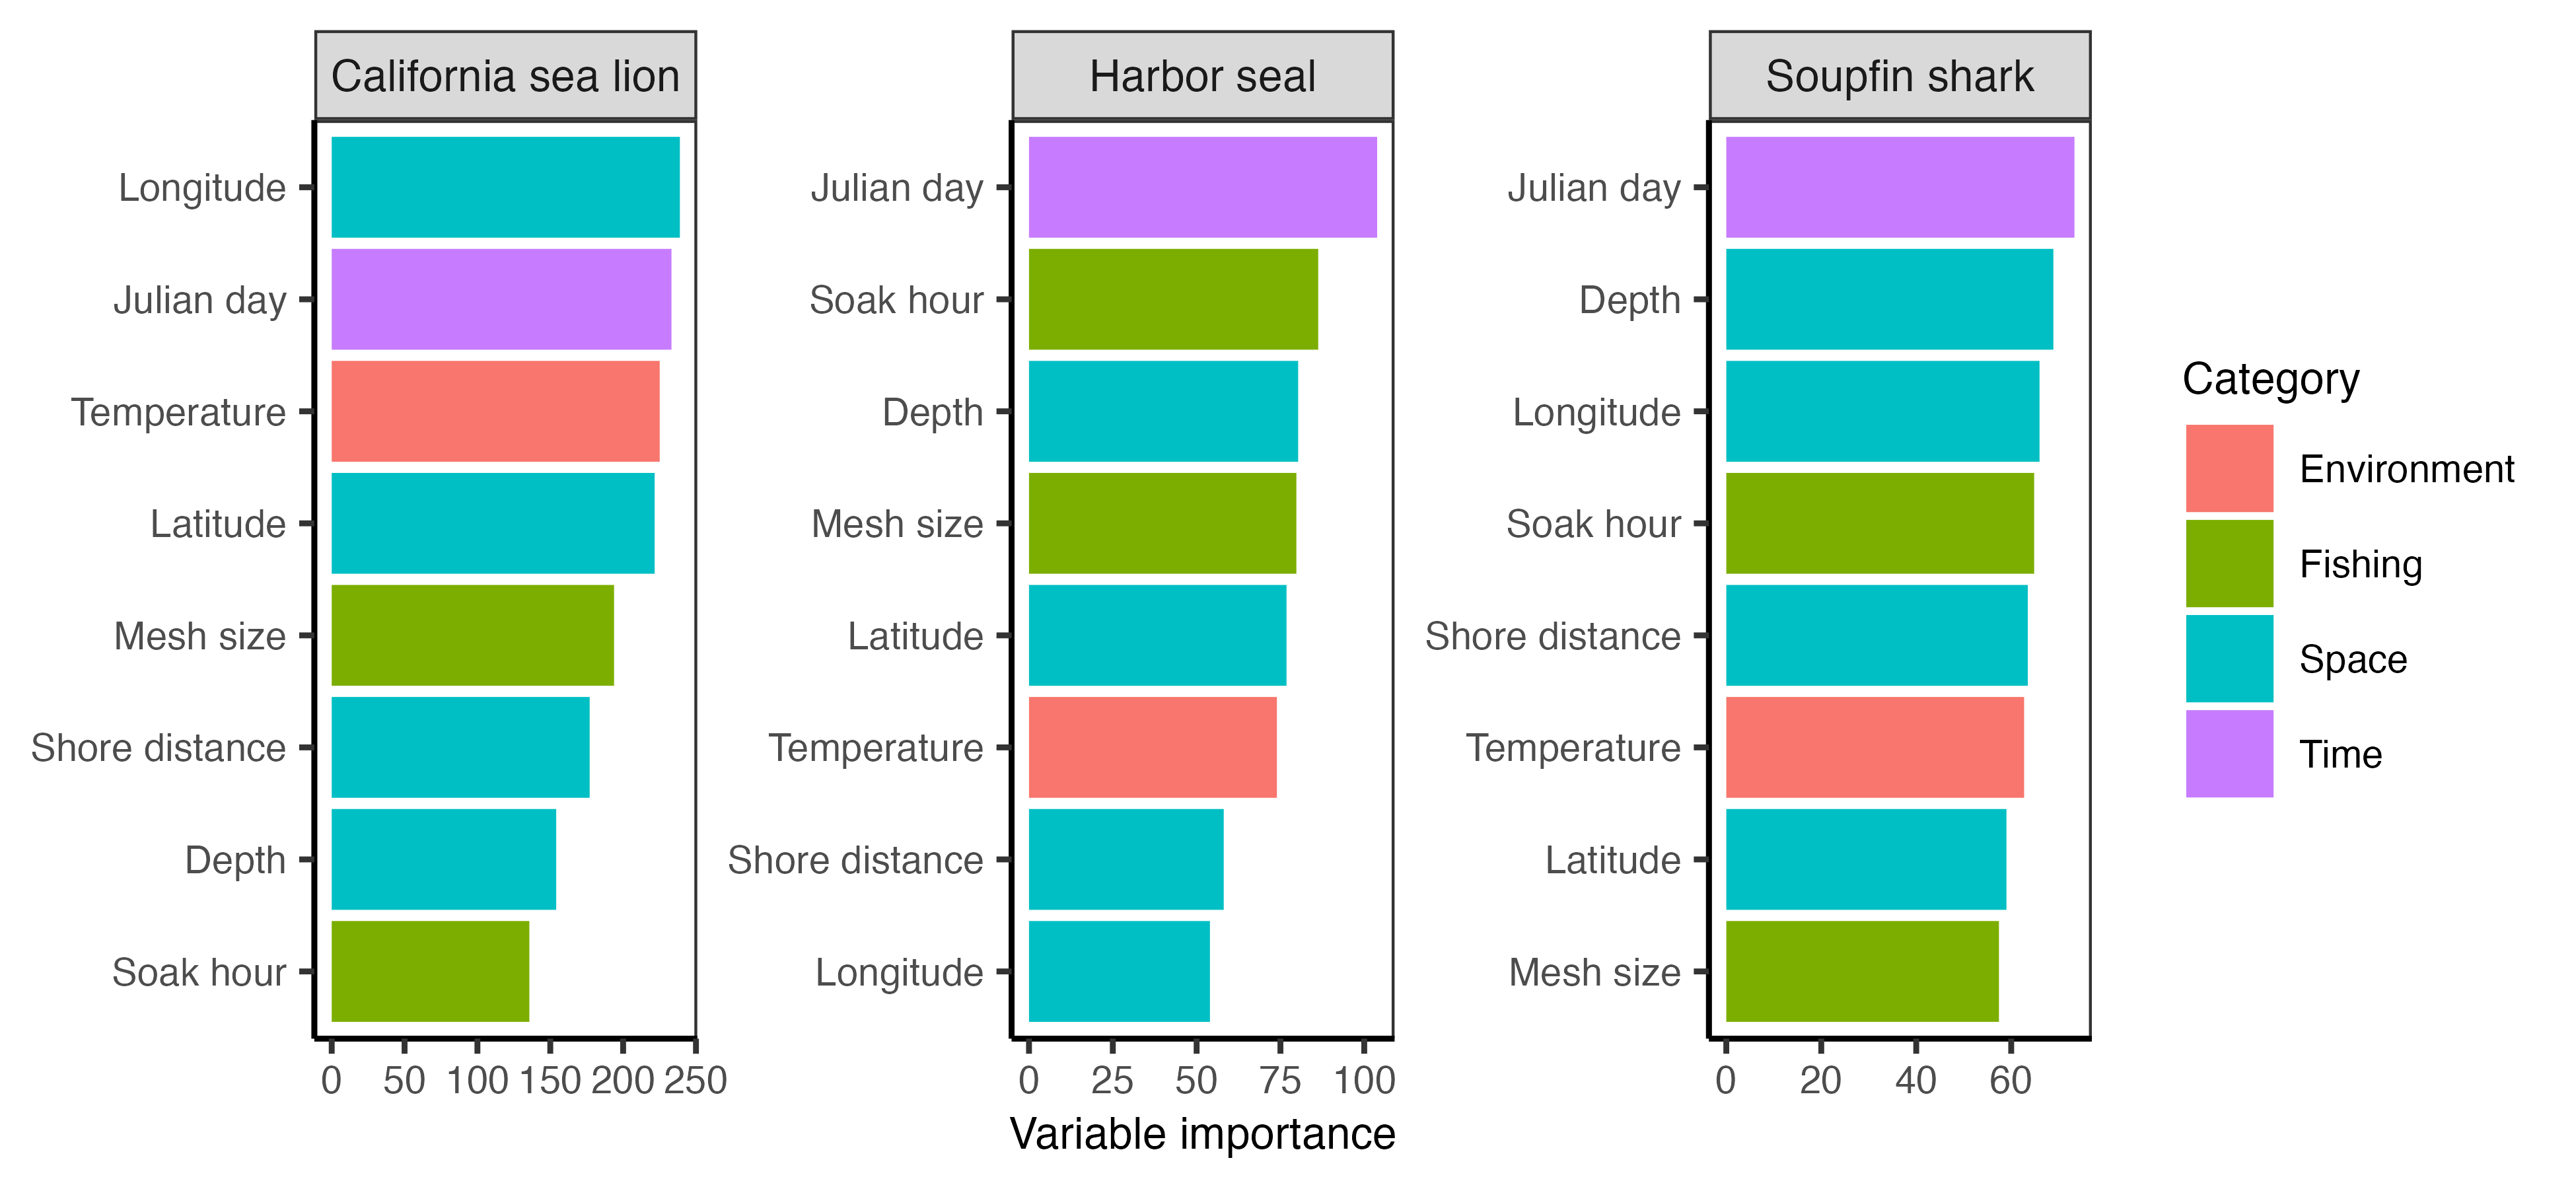 California sea lion
Longitude
Julian day
Temperature
Latitude
Mesh size
Shore distance
Depth
Soak hour
0 50 100 150 200 250
Harbor seal
Julian day
Soak hour
Depth
Mesh size
Latitude
Temperature
Shore distance
Longitude
0 25 50 75 100
Soupfin shark
Julian day
Depth
Longitude
Soak hour
Shore distance
Temperature
Latitude
Mesh size
0 20 40 60
Variable importance
Category
Environment
Fishing
Space
Time